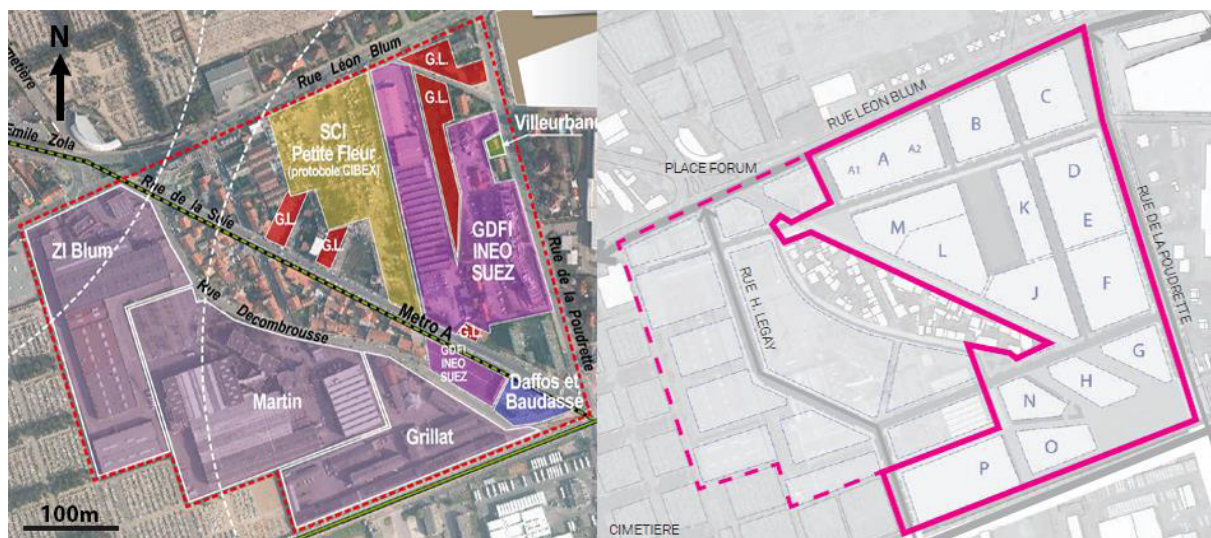 N
Rue Léon Blum
G.L.
G.L.
SCI
Petite Fleur
(protocole CIBEX)
Villeurban
Emile Zola
Rue de la Soie
G.L.
G.L.
GDFI
INEO
SUEZ
ZI Blum
Rue Decombrousse
Metro A
G.L.
Rue de la Poudrette
GDFI
INEO
SUEZ
Daffos et
Baudasse
Martin
Grillat
100m
RUE LEON BLUM
PLACE FORUM
A1
A
A2
B
C
D
E
K
M
L
J
F
G
H
N
O
P
RUE H. LEGAY
RUE DE LA POUDRETTE
CIMETIERE